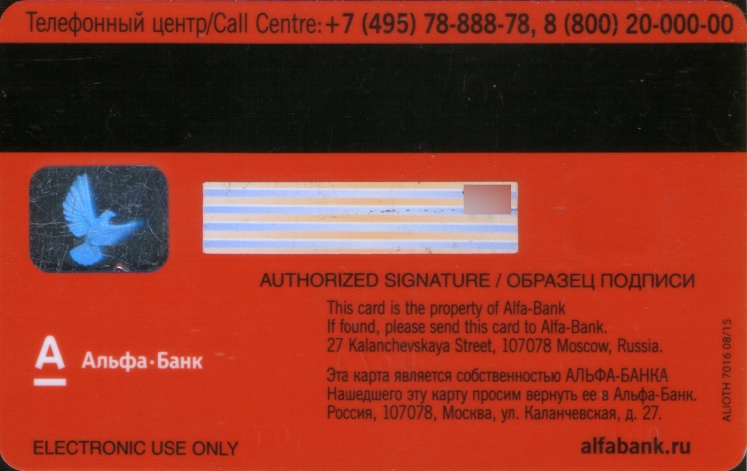 Телефонный центр/Call Centre:+7 (495) 78-888-78, 8 (800) 20-000-00
AUTHORIZED SIGNATURE / ОБРАЗЕЦ ПОДПИСИ
This card is the property of Alfa-Bank
If found, please send this card to Alfa-Bank.
27 Kalanchevskaya Street, 107078 Moscow, Russia.
А Альфа·Банк
Эта карта является собственностью АЛЬФА-БАНКА
Нашедшего эту карту просим вернуть ее в Альфа-Банк.
Россия, 107078, Москва, ул. Каланчевская, д. 27.
ALIOTH 7016 08/15
ELECTRONIC USE ONLY
alfabank.ru